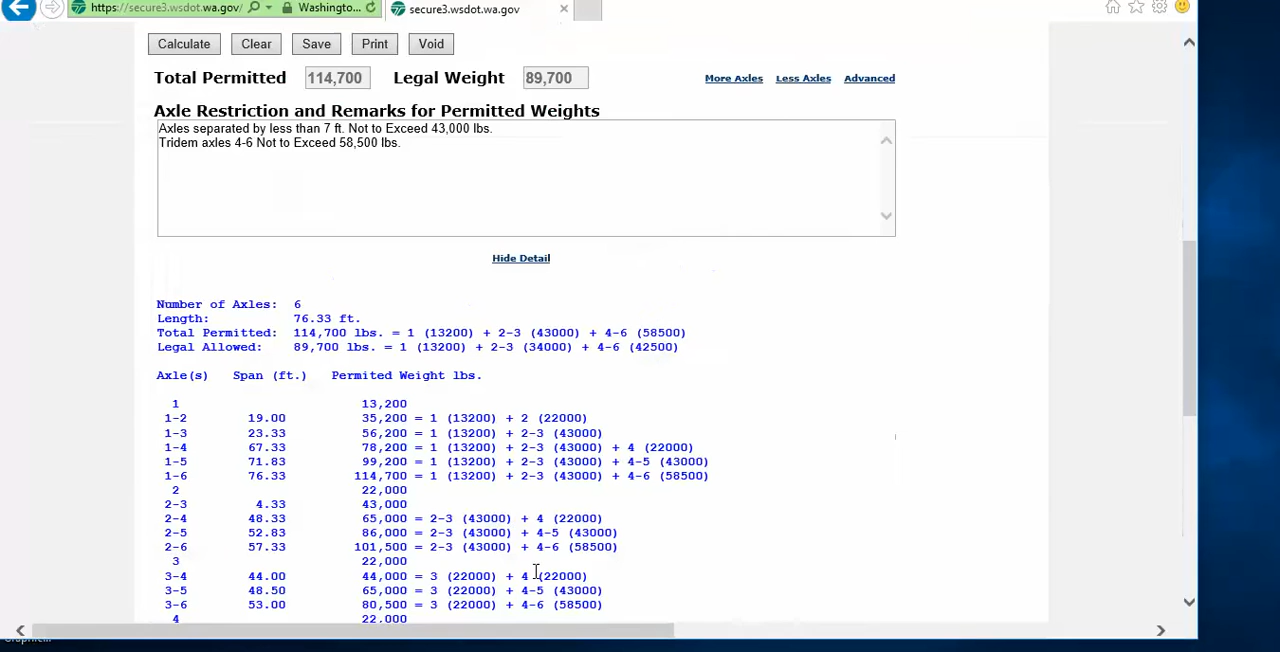 https://secure3.wsdot.wa.gov/
Washingto...
secure3.wsdot.wa.gov
Calculate Clear Save Print Void
Total Permitted 114,700 Legal Weight 89,700 More Axles Less Axles Advanced
Axle Restriction and Remarks for Permitted Weights
Axles separated by less than 7 ft. Not to Exceed 43,000 lbs.
Tridem axles 4-6 Not to Exceed 58,500 lbs.
Hide Detail
Number of Axles: 6
Length: 76.33 ft.
Total Permitted: 114,700 lbs. = 1 (13200) + 2-3 (43000) + 4-6 (58500)
Legal Allowed: 89,700 lbs. = 1 (13200) + 2-3 (34000) + 4-6 (42500)
Axle(s) Span (ft.) Permited Weight lbs.
1 13,200
1-2 19.00 35,200 = 1 (13200) + 2 (22000)
1-3 23.33 56,200 = 1 (13200) + 2-3 (43000)
1-4 67.33 78,200 = 1 (13200) + 2-3 (43000) + 4 (22000)
1-5 71.83 99,200 = 1 (13200) + 2-3 (43000) + 4-5 (43000)
1-6 76.33 114,700 = 1 (13200) + 2-3 (43000) + 4-6 (58500)
2 22,000
2-3 4.33 43,000
2-4 48.33 65,000 = 2-3 (43000) + 4 (22000)
2-5 52.83 86,000 = 2-3 (43000) + 4-5 (43000)
2-6 57.33 101,500 = 2-3 (43000) + 4-6 (58500)
3 22,000
3-4 44.00 44,000 = 3 (22000) + 4 (22000)
3-5 48.50 65,000 = 3 (22000) + 4-5 (43000)
3-6 53.00 80,500 = 3 (22000) + 4-6 (58500)
4 22,000